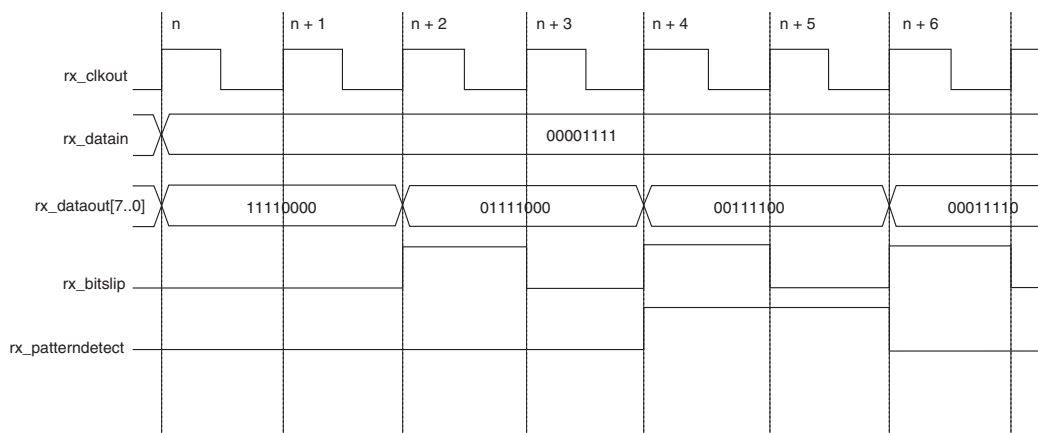 n n + 1 n + 2 n + 3 n + 4 n + 5 n + 6
rx_clkout
rx_datain 00001111
rx_dataout[7..0] 11110000 01111000 00111100 00011110
rx_bitslip
rx_patterndetect